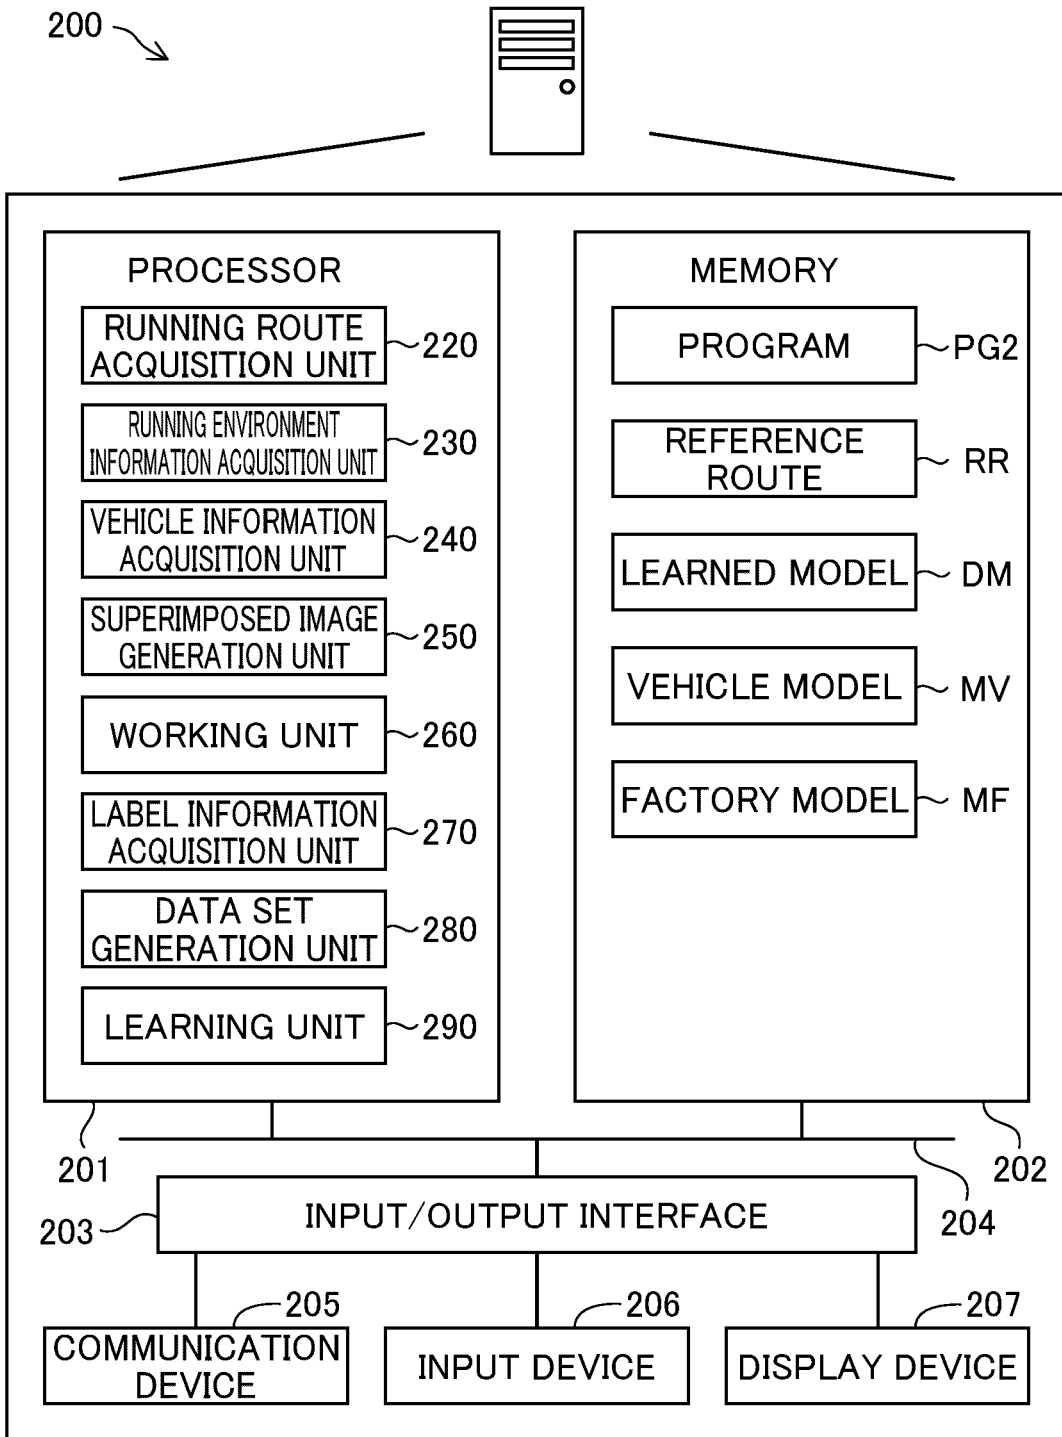 200
PROCESSOR
RUNNING ROUTE
ACQUISITION UNIT
220
RUNNING ENVIRONMENT
INFORMATION ACQUISITION UNIT
230
VEHICLE INFORMATION
ACQUISITION UNIT
240
SUPERIMPOSED IMAGE
GENERATION UNIT
250
WORKING UNIT
260
LABEL INFORMATION
ACQUISITION UNIT
270
DATA SET
GENERATION UNIT
280
LEARNING UNIT
290
201
MEMORY
PROGRAM
PG2
REFERENCE
ROUTE
RR
LEARNED MODEL
DM
VEHICLE MODEL
MV
FACTORY MODEL
MF
202
204
203
INPUT/OUTPUT INTERFACE
205
COMMUNICATION
DEVICE
206
INPUT DEVICE
207
DISPLAY DEVICE